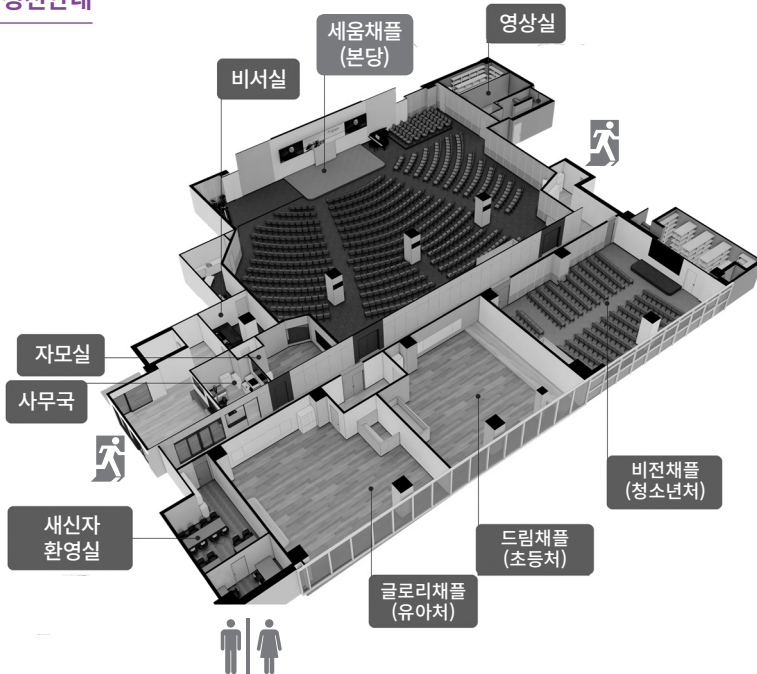 세움채플
(본당)
영상실
비서실
자모실
사무국
비전채플
(청소년처)
새신자
환영실
드림채플
(초등처)
글로리채플
(유아처)